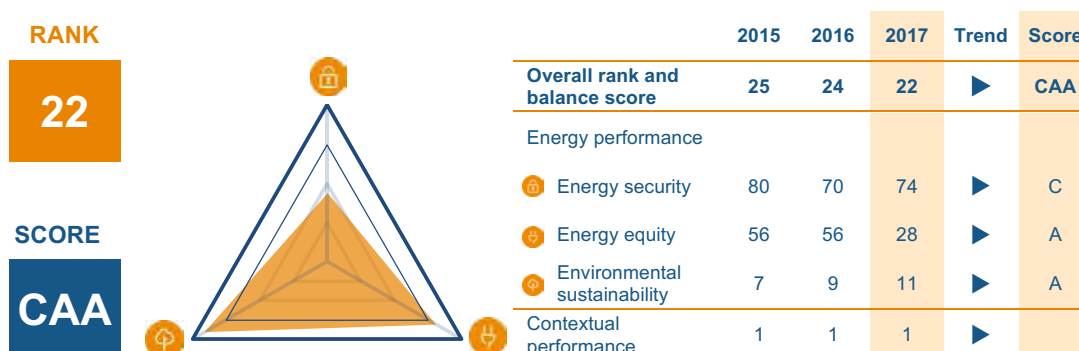 RANK
22
SCORE
CAA
2015 2016 2017 Trend Score
Overall rank and
balance score 25 24 22 CAA
Energy performance
Energy security 80 70 74 C
Energy equity 56 56 28 A
Environmental
sustainability 7 9 11 A
Contextual
performance 1 1 1